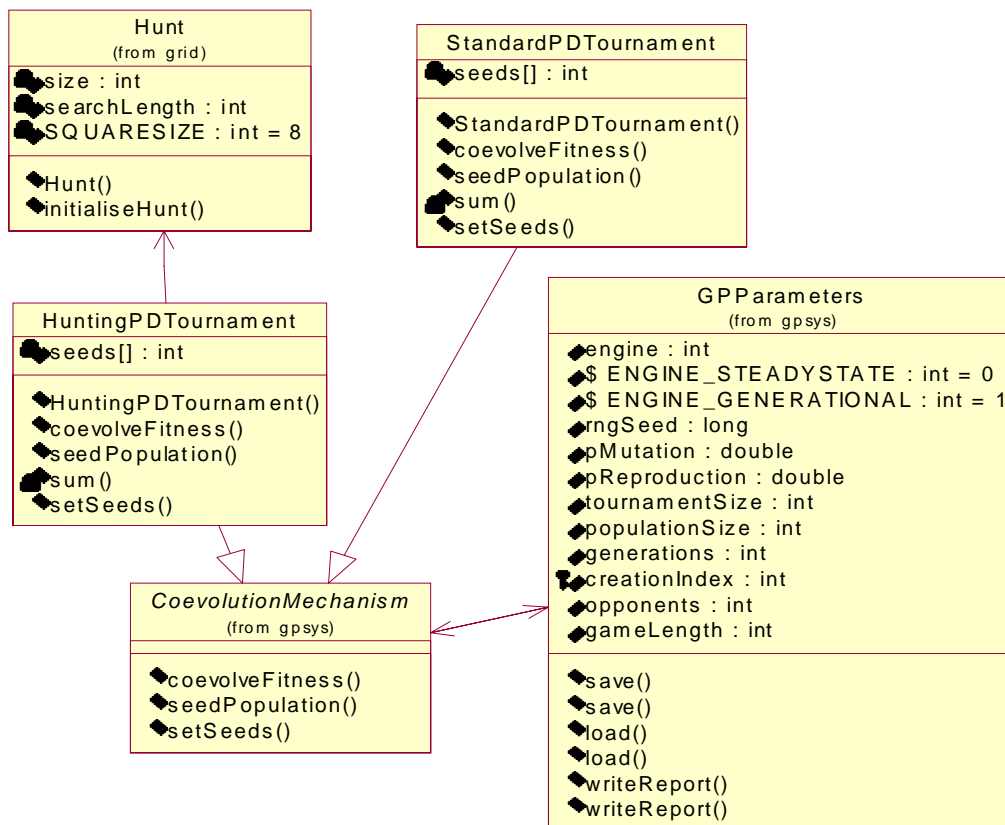 Hunt
(from grid)
size : int
searchLength : int
SQUARESIZE : int = 8
Hunt()
initialiseHunt()
StandardPDTournament
seeds[] : int
StandardPDTournament()
coevolveFitness()
seedPopulation()
sum()
setSeeds()
HuntingPDTournament
seeds[] : int
HuntingPDTournament()
coevolveFitness()
seedPopulation()
sum()
setSeeds()
GPParameters
(from gpsys)
engine : int
$ ENGINE_STEADYSTATE : int = 0
$ ENGINE_GENERATIONAL : int = 1
rngSeed : long
pMutation : double
pReproduction : double
tournamentSize : int
populationSize : int
generations : int
creationIndex : int
opponents : int
gameLength : int
save()
save()
load()
load()
writeReport()
writeReport()
CoevolutionMechanism
(from gpsys)
coevolveFitness()
seedPopulation()
setSeeds()